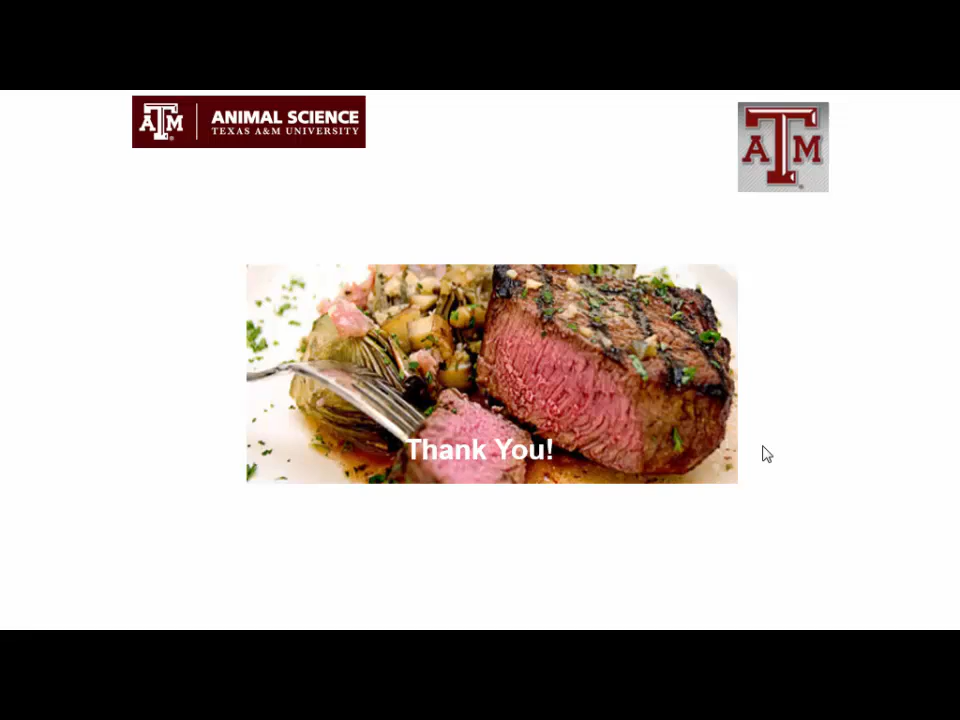 ATM
ANIMAL SCIENCE
TEXAS A&M UNIVERSITY
ATM
Thank You!